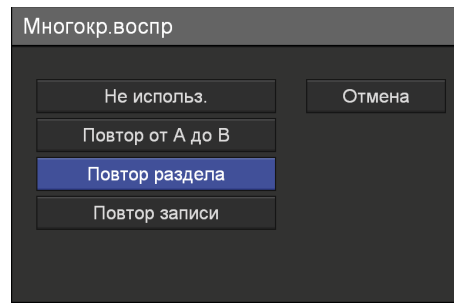 Многокр.воспр
Не использ.
Отмена
Повтор от A до B
Повтор раздела
Повтор записи